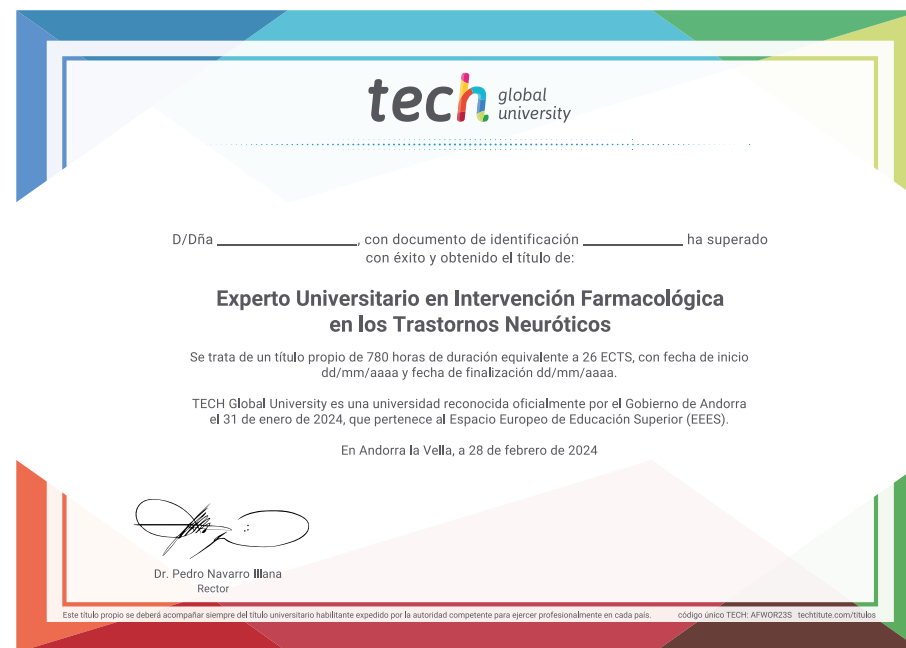 tech global university
D/Dña ____________________, con documento de identificación ______________ ha superado
con éxito y obtenido el título de:
Experto Universitario en Intervención Farmacológica
en los Trastornos Neuróticos
Se trata de un título propio de 780 horas de duración equivalente a 26 ECTS, con fecha de inicio
dd/mm/aaaa y fecha de finalización dd/mm/aaaa.
TECH Global University es una universidad reconocida oficialmente por el Gobierno de Andorra
el 31 de enero de 2024, que pertenece al Espacio Europeo de Educación Superior (EEES).
En Andorra la Vella, a 28 de febrero de 2024
Dr. Pedro Navarro Illana
Rector
Este título propio se deberá acompañar siempre del título universitario habilitante expedido por la autoridad competente para ejercer profesionalmente en cada país. código único TECH: AFWOR23S techtitute.com/titulos